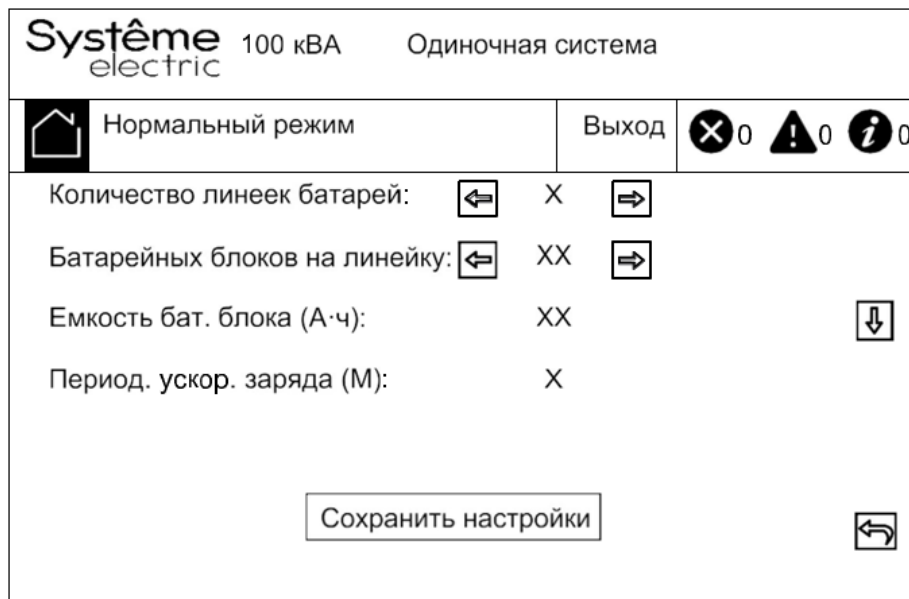 Système
electric
100 кВА
Одиночная система
Нормальный режим
Выход
0
0
0
Количество линеек батарей:
X
Батарейных блоков на линейку:
XX
Емкость бат. блока (А·ч):
XX
Период. ускор. заряда (М):
X
Сохранить настройки